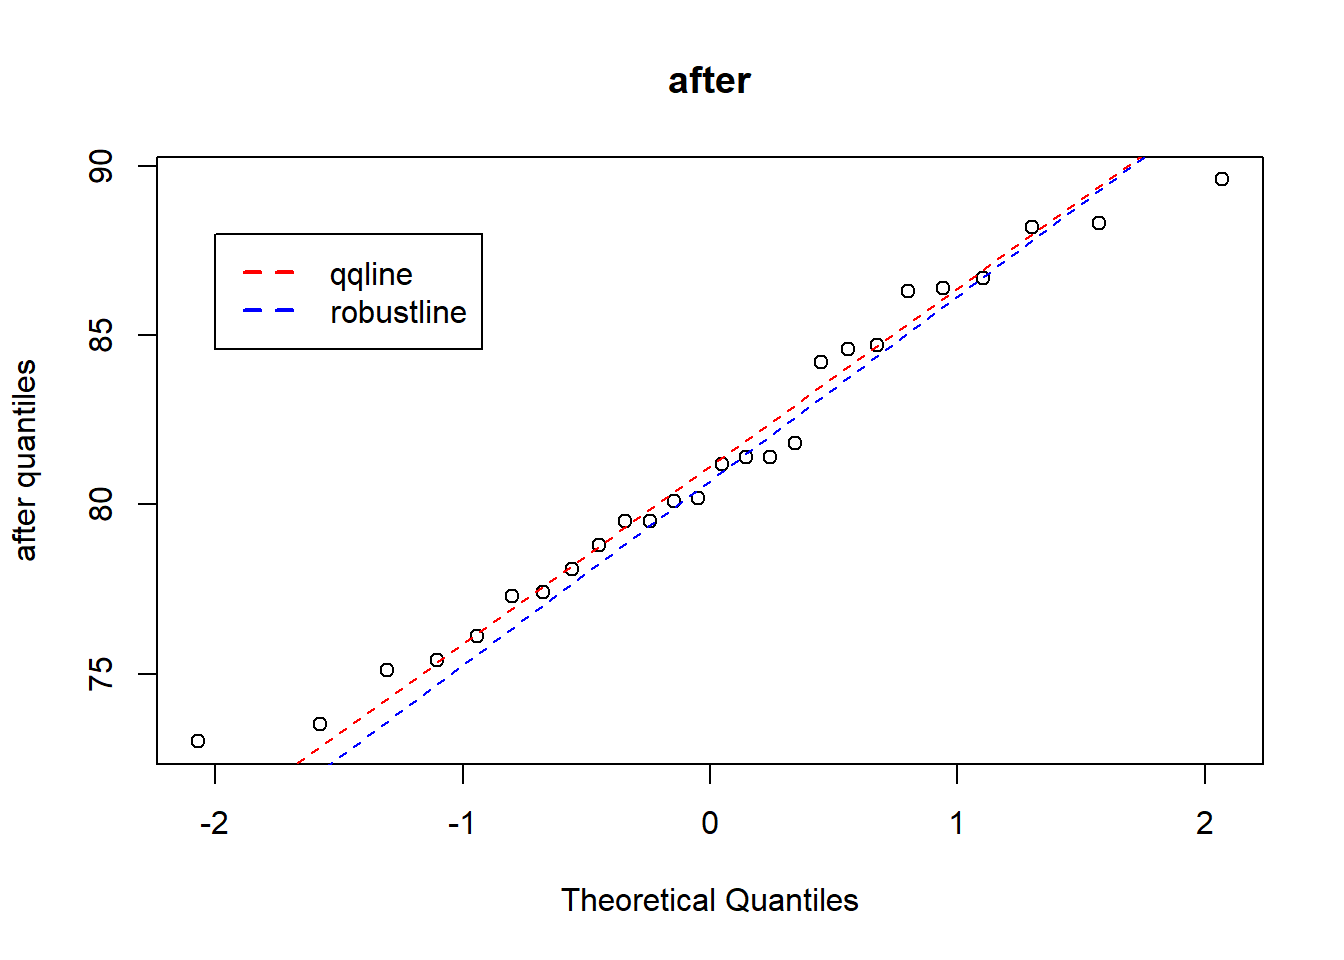 after
90
85
80
75
after quantiles
qqline
robustline
-2 -1 0 1 2
Theoretical Quantiles